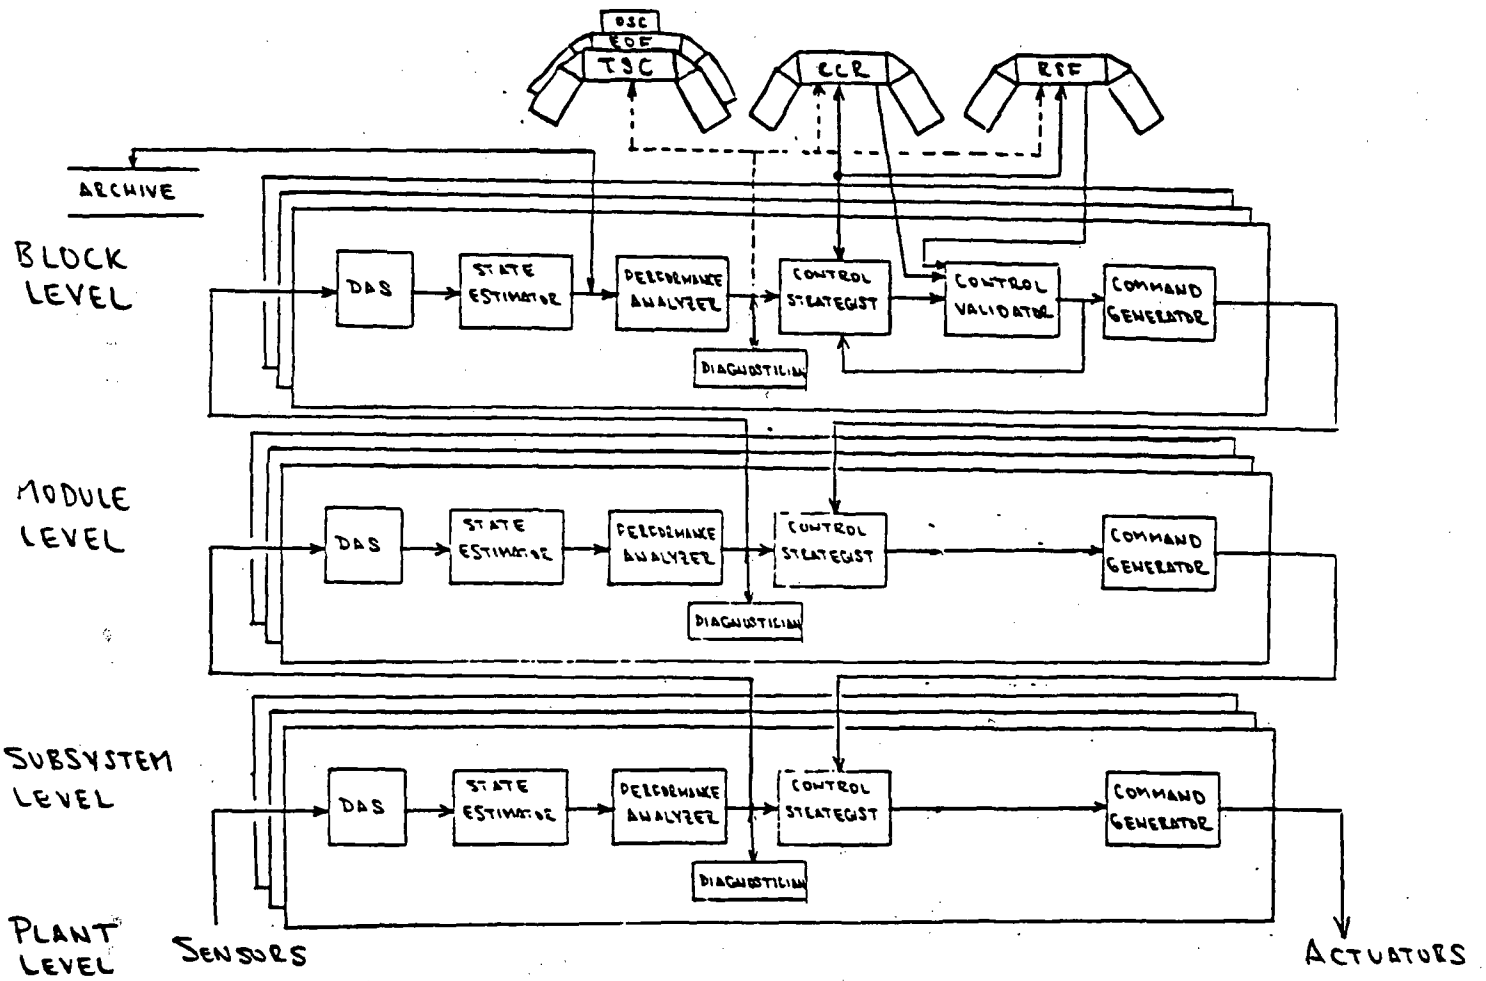 OSC
EOF
TSC
RCR
RSF
ARCHIVE
BLOCK
LEVEL
DAS
STATE
ESTIMATOR
PERFORMANCE
ANALYZER
CONTROL
STRATEGIST
CONTROL
VALIDATOR
COMMAND
GENERATOR
DIAGNOSTICIAN
MODULE
LEVEL
DAS
STATE
ESTIMATOR
PERFORMANCE
ANALYZER
CONTROL
STRATEGIST
COMMAND
GENERATOR
DIAGNOSTICIAN
SUBSYSTEM
LEVEL
DAS
STATE
ESTIMATOR
PERFORMANCE
ANALYZER
CONTROL
STRATEGIST
COMMAND
GENERATOR
DIAGNOSTICIAN
PLANT
LEVEL
SENSORS
ACTUATORS